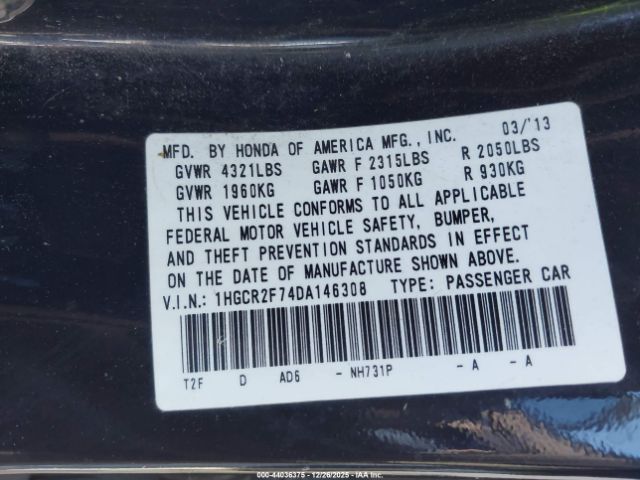 MFD. BY HONDA OF AMERICA MFG., INC. 03/'13
GVWR 4321LBS GAWR F 2315LBS R 2050LBS
GVWR 1960KG GAWR F 1050KG R 930KG
THIS VEHICLE CONFORMS TO ALL APPLICABLE
FEDERAL MOTOR VEHICLE SAFETY, BUMPER,
AND THEFT PREVENTION STANDARDS IN EFFECT
ON THE DATE OF MANUFACTURE SHOWN ABOVE.
V.I.N.: 1HGCR2F74DA146308 TYPE: PASSENGER CAR
T2F D AD6 - NH731P - A - A
000-44036375 - 12/26/2025 - IAA Inc.